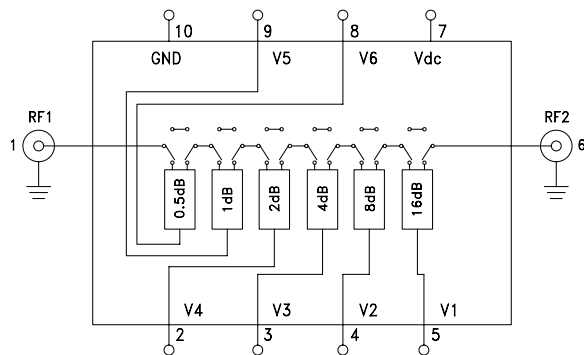 10 9 8 7
GND V5 V6 Vdc
RF1 RF2
1 6
0.5dB 1dB 2dB 4dB 8dB 16dB
V4 V3 V2 V1
2 3 4 5